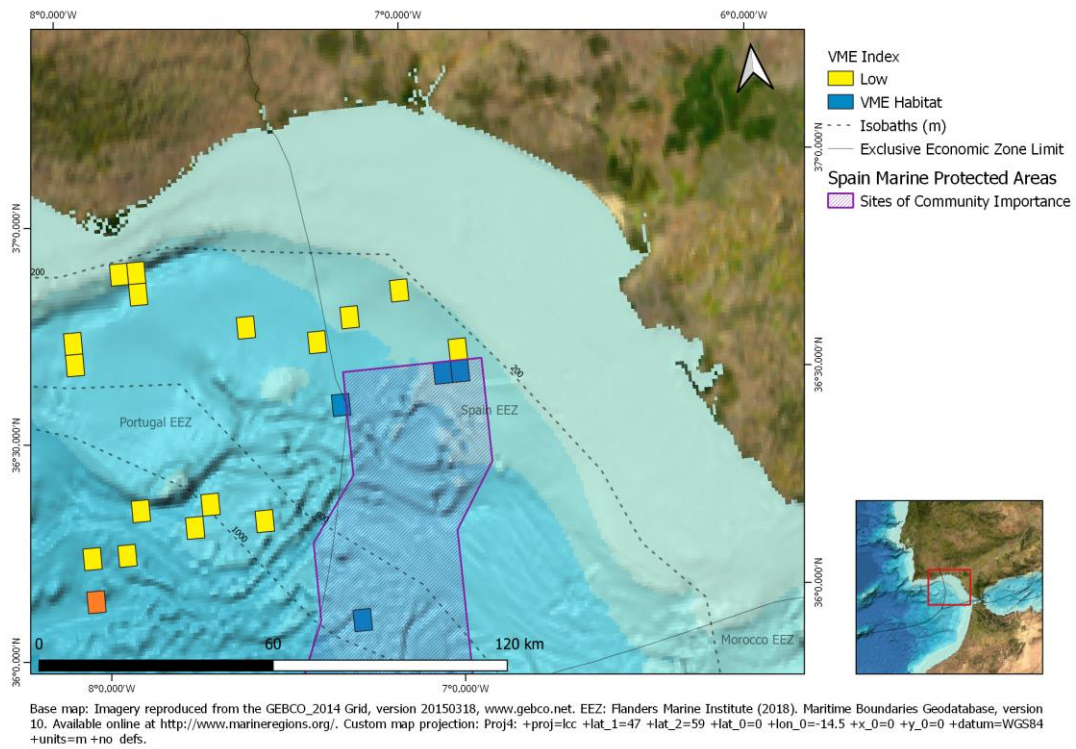 8°0.000'W
7°0.000'W
6°0.000'W
VME Index
Low
VME Habitat
Isobaths (m)
Exclusive Economic Zone Limit
Spain Marine Protected Areas
Sites of Community Importance
37°0.000'N
37°0.000'N
200
36°30.000'N
200
Portugal EEZ
Spain EEZ
36°30.000'N
1000
36°0.000'N
Morocco EEZ
36°0.000'N
0
60
120 km
8°0.000'W
7°0.000'W
Base map: Imagery reproduced from the GEBCO_2014 Grid, version 20150318, www.gebco.net. EEZ: Flanders Marine Institute (2018). Maritime Boundaries Geodatabase, version
10. Available online at http://www.marineregions.org/. Custom map projection: Proj4: +proj=lcc +lat_1=47 +lat_2=59 +lat_0=0 +lon_0=-14.5 +x_0=0 +y_0=0 +datum=WGS84
+units=m +no_defs.